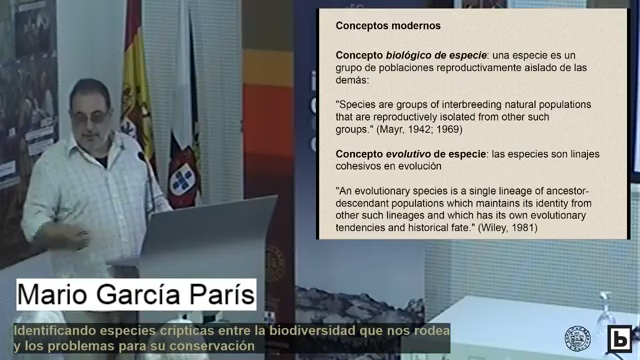 Conceptos modernos
Concepto biológico de especie: una especie es un
grupo de poblaciones reproductivamente aislado de las
demás:
"Species are groups of interbreeding natural populations
that are reproductively isolated from other such
groups." (Mayr, 1942; 1969)
Concepto evolutivo de especie: las especies son linajes
cohesivos en evolución
"An evolutionary species is a single lineage of ancestor-
descendant populations which maintains its identity from
other such lineages and which has its own evolutionary
tendencies and historical fate." (Wiley, 1981)
Mario García París
Identificando especies crípticas entre la biodiversidad que nos rodea
y los problemas para su conservación
b